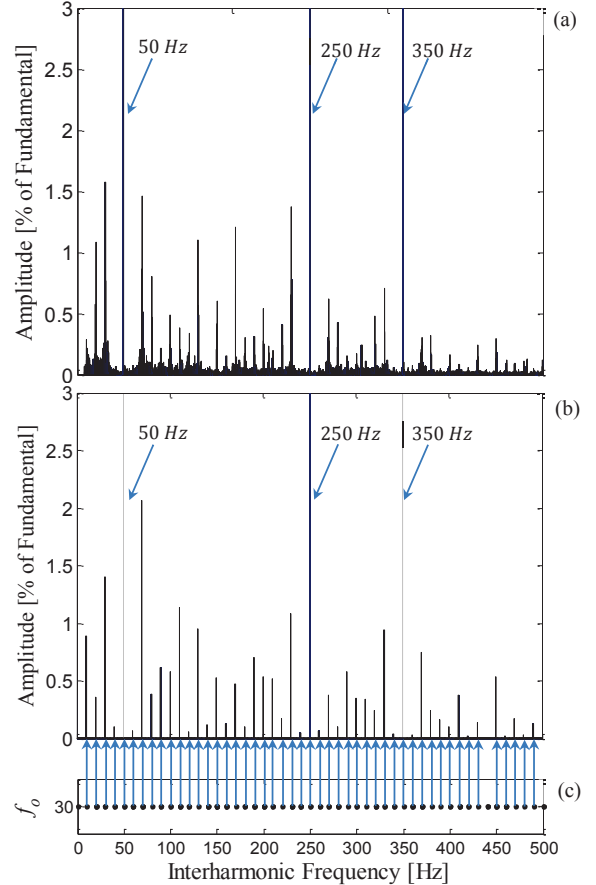 (a)
Amplitude [% of Fundamental]
3
2.5
2
1.5
1
0.5
0
50 Hz
250 Hz
350 Hz
(b)
Amplitude [% of Fundamental]
3
2.5
2
1.5
1
0.5
0
50 Hz
250 Hz
350 Hz
(c)
fo
30
0 50 100 150 200 250 300 350 400 450 500
Interharmonic Frequency [Hz]